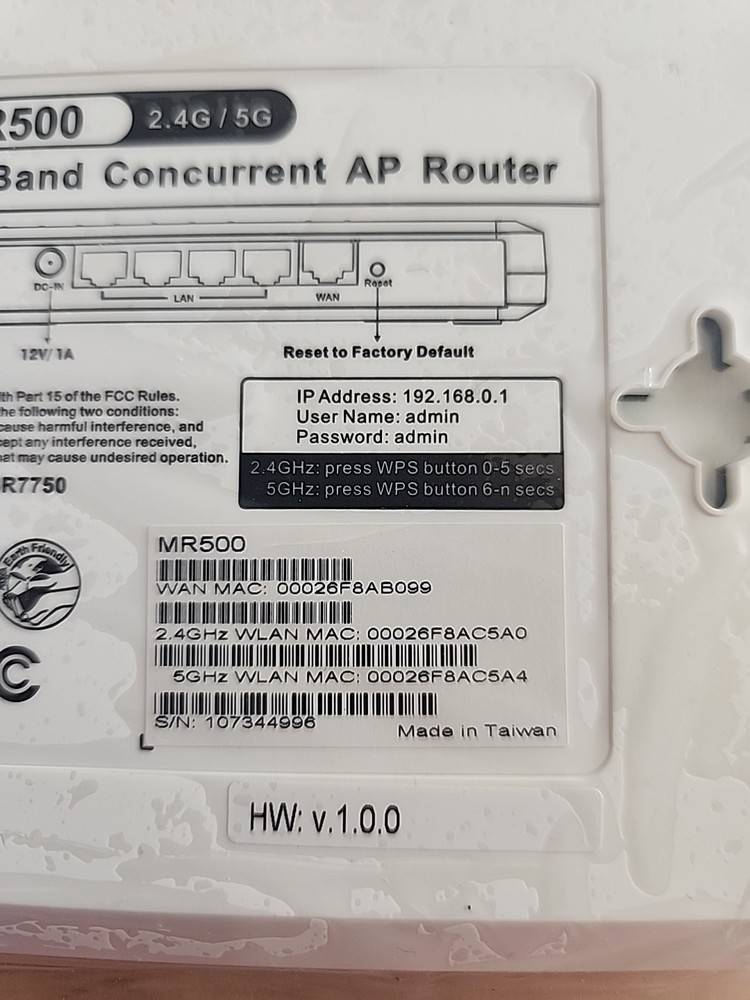 R500 2.4G / 5G
Band Concurrent AP Router
DC-IN
LAN
WAN
Reset
12V/1A
Reset to Factory Default
th Part 15 of the FCC Rules.
the following two conditions:
cause harmful interference, and
cept any interference received,
hat may cause undesired operation.
R7750
IP Address: 192.168.0.1
User Name: admin
Password: admin
2.4GHz: press WPS button 0-5 secs
5GHz: press WPS button 6-n secs
Earth Friendly
MR500
WAN MAC: 00026F8AB099
2.4GHz WLAN MAC: 00026F8AC5A0
5GHz WLAN MAC: 00026F8AC5A4
S/N: 107344996
Made in Taiwan
HW: v.1.0.0